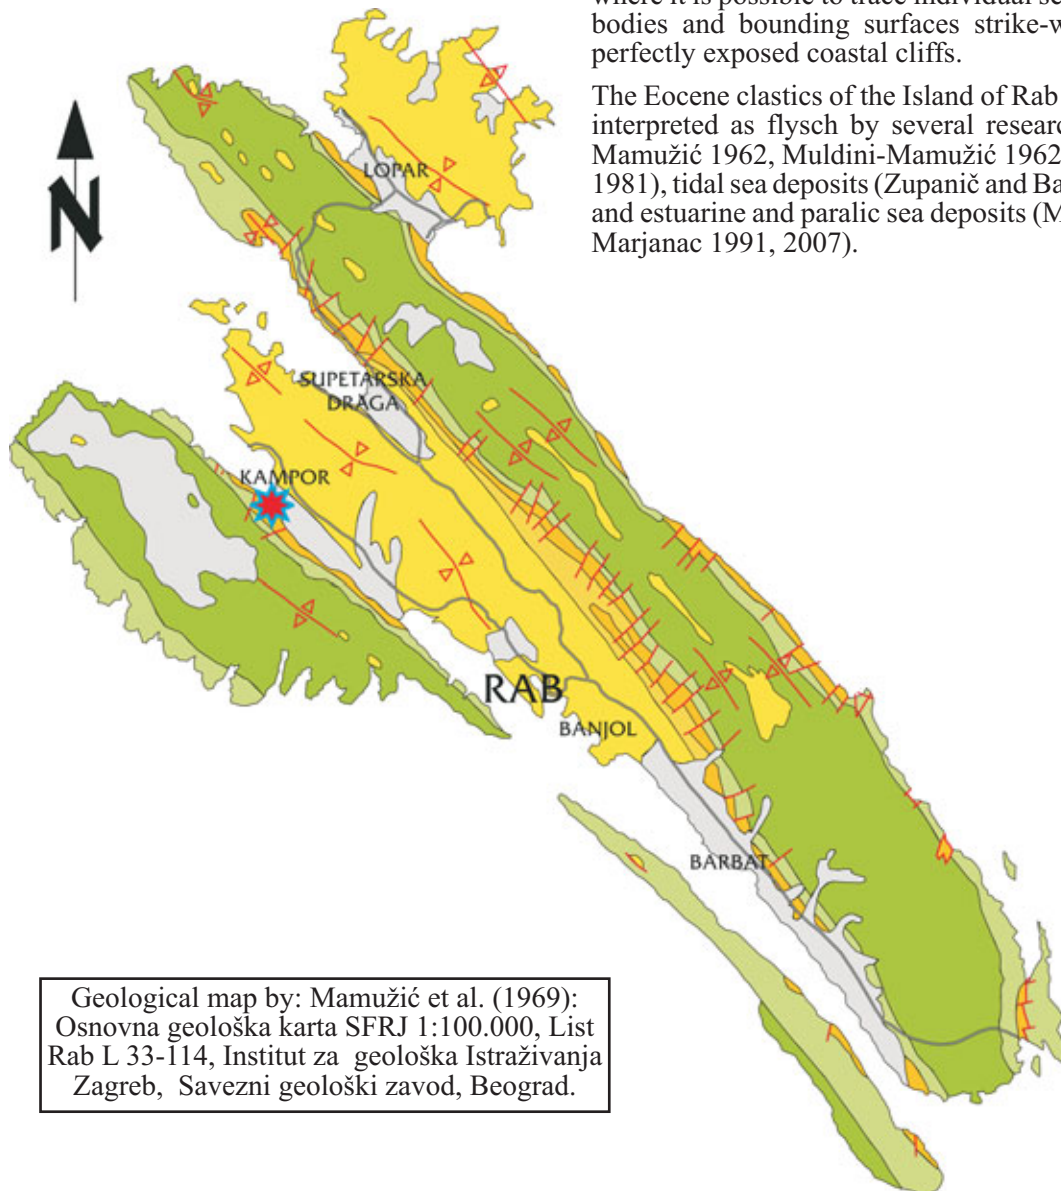 bodies and bounding surfaces strike-w
perfectly exposed coastal cliffs.
The Eocene clastics of the Island of Rab
interpreted as flysch by several researc
Mamužić 1962, Muldini-Mamužić 1962
1981), tidal sea deposits (Zupanič and Ba
and estuarine and paralic sea deposits (M
Marjanac 1991, 2007).
N
LOPAR
SUPETARSKA
DRAGA
KAMPOR
RAB
BANJOL
BARBAT
Geological map by: Mamužić et al. (1969):
Osnovna geološka karta SFRJ 1:100.000, List
Rab L 33-114, Institut za geološka Istraživanja
Zagreb, Savezni geološki zavod, Beograd.